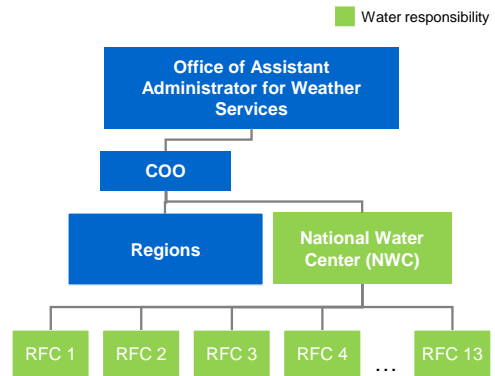 Water responsibility
Office of Assistant
Administrator for Weather
Services
COO
Regions
National Water
Center (NWC)
RFC 1
RFC 2
RFC 3
RFC 4
...
RFC 13